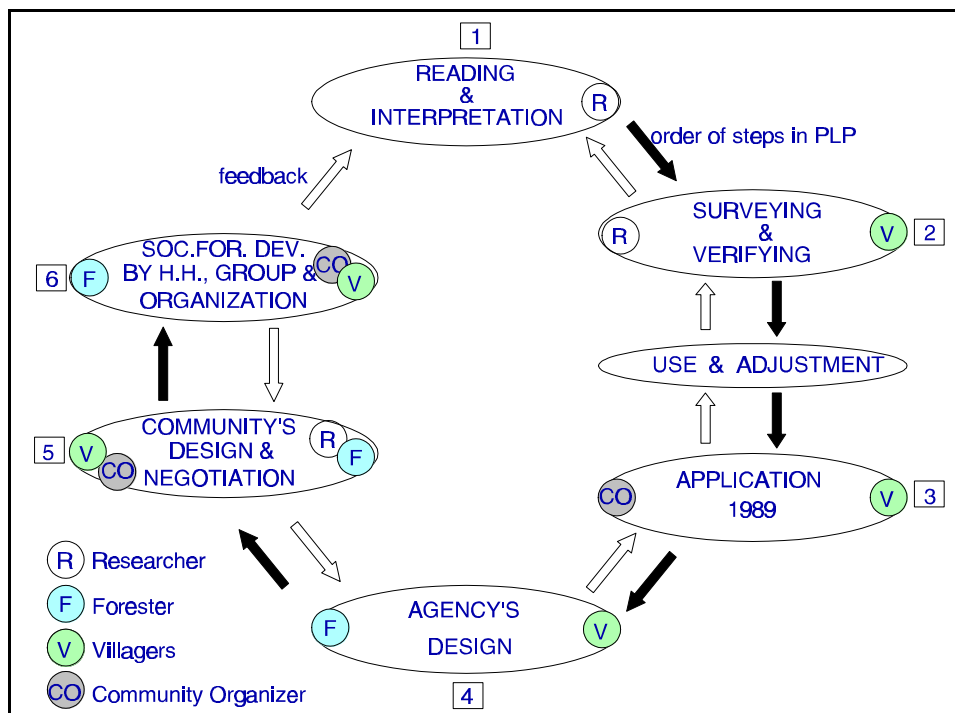 1
READING
&
INTERPRETATION
R
order of steps in PLP
feedback
SURVEYING
&
VERIFYING
R
V
2
USE & ADJUSTMENT
APPLICATION
1989
CO
V
3
AGENCY'S
DESIGN
F
V
4
COMMUNITY'S
DESIGN &
NEGOTIATION
V
CO
R
F
5
SOC.FOR. DEV.
BY H.H., GROUP &
ORGANIZATION
F
CO
V
6
R Researcher
F Forester
V Villagers
CO Community Organizer